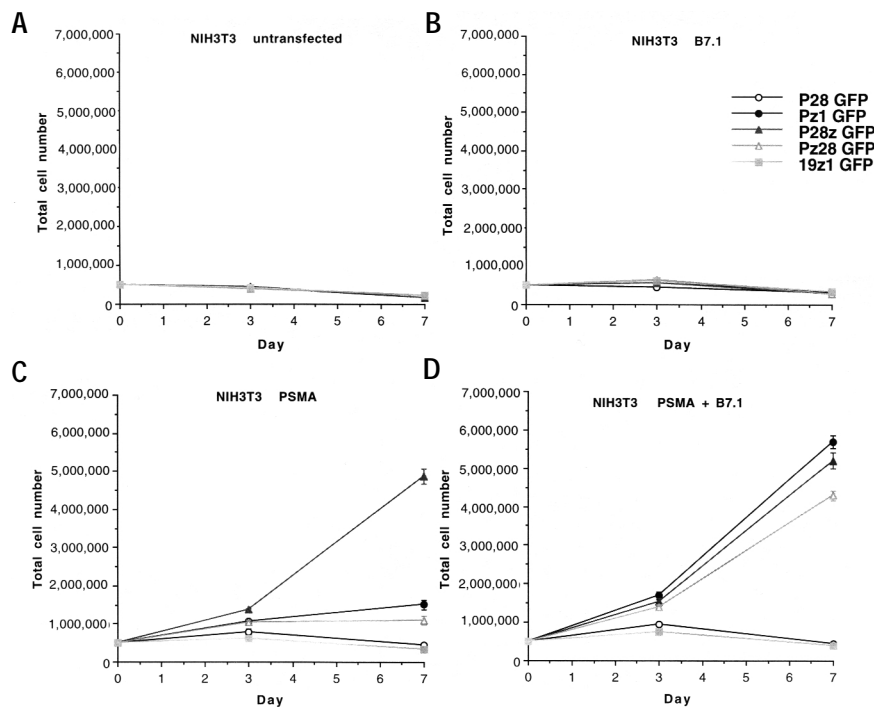 A
NIH3T3 untransfected
7,000,000
6,000,000
5,000,000
4,000,000
3,000,000
2,000,000
1,000,000
0
Total cell number
0 1 2 3 4 5 6 7
Day
B
NIH3T3 B7.1
7,000,000
6,000,000
5,000,000
4,000,000
3,000,000
2,000,000
1,000,000
0
Total cell number
0 1 2 3 4 5 6 7
Day
P28 GFP
Pz1 GFP
P28z GFP
Pz28 GFP
19z1 GFP
C
NIH3T3 PSMA
7,000,000
6,000,000
5,000,000
4,000,000
3,000,000
2,000,000
1,000,000
0
Total cell number
0 1 2 3 4 5 6 7
Day
D
NIH3T3 PSMA + B7.1
7,000,000
6,000,000
5,000,000
4,000,000
3,000,000
2,000,000
1,000,000
0
Total cell number
0 1 2 3 4 5 6 7
Day